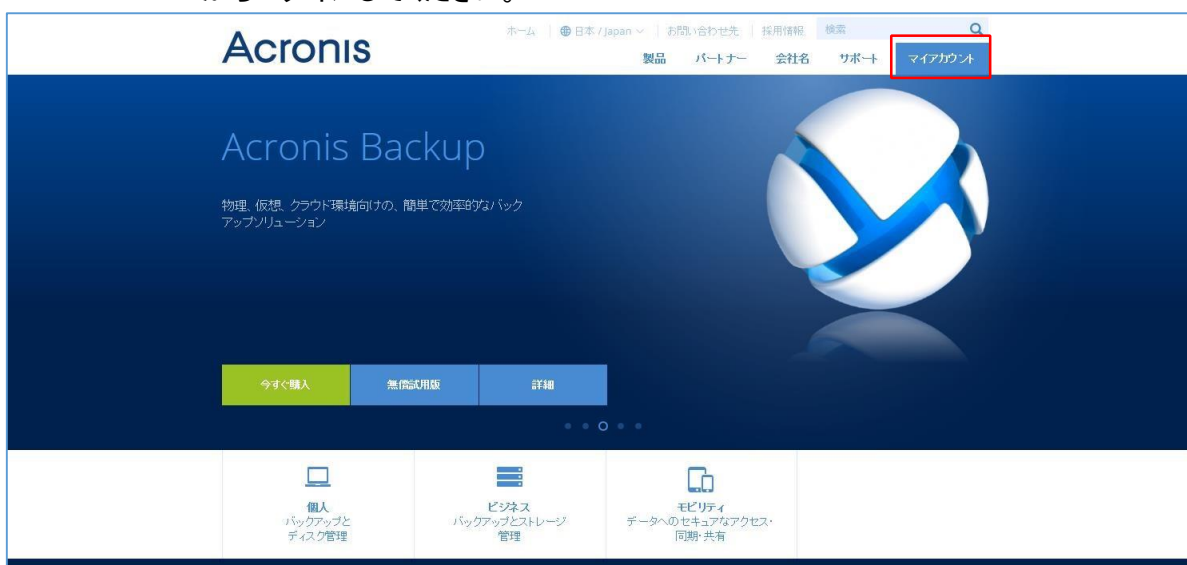 ください。
Acronis
ホーム
日本 / Japan
お問い合わせ先
採用情報
検索
製品
パートナー
会社名
サポート
マイアカウント
Acronis Backup
物理、仮想、クラウド環境向けの、簡単で効率的なバック
アップソリューション
今すぐ購入
無償試用版
詳細
個人
バックアップと
ディスク管理
ビジネス
バックアップとストレージ
管理
モビリティ
データへのセキュアなアクセス・
同期・共有